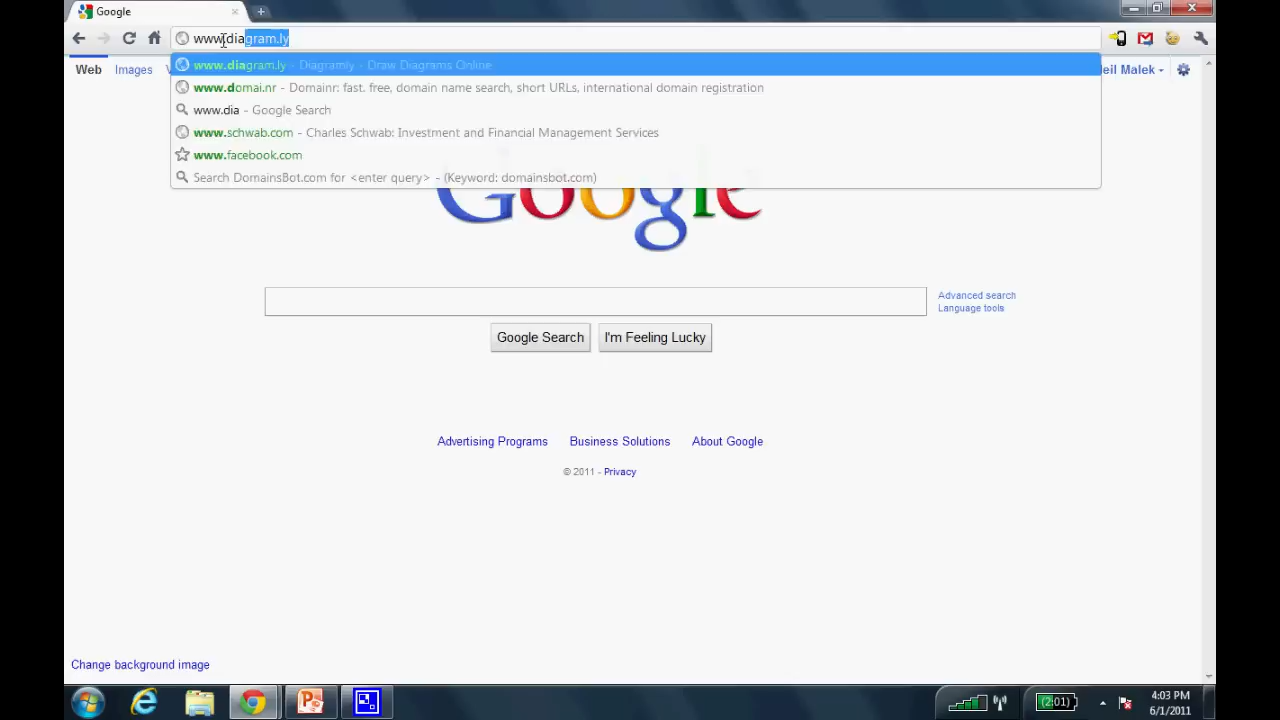 Google
www.diagram.ly
www.diagram.ly - Diagramly - Draw Diagrams Online
www.domai.nr - Domainr: fast. free, domain name search, short URLs, international domain registration
www.dia - Google Search
www.schwab.com - Charles Schwab: Investment and Financial Management Services
www.facebook.com
Search DomainsBot.com for <enter query> - (Keyword: domainsbot.com)
Web Images eil Malek
Google
Advanced search
Language tools
Google Search I'm Feeling Lucky
Advertising Programs Business Solutions About Google
© 2011 - Privacy
Change background image
(2:01)
4:03 PM
6/1/2011